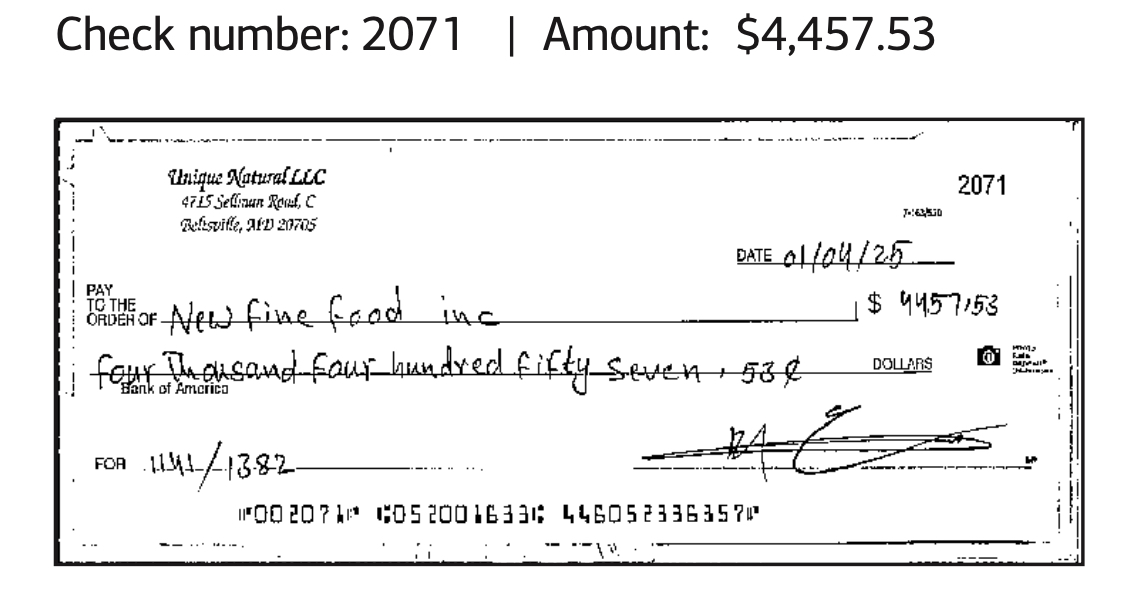 Check number: 2071 | Amount: $4,457.53
Unique Natural LLC
4715 Sellman Road, C
Beltsville, MD 20705
2071
7-163/520
DATE 01/04/25
PAY
TO THE
ORDER OF New Fine Food inc $ 4457.53
four Thousand four hundred fifty seven, 53¢ DOLLARS
Bank of America
FOR 1141/1382
⑈002071⑈ ⑆052001633⑆ 446052336357⑈